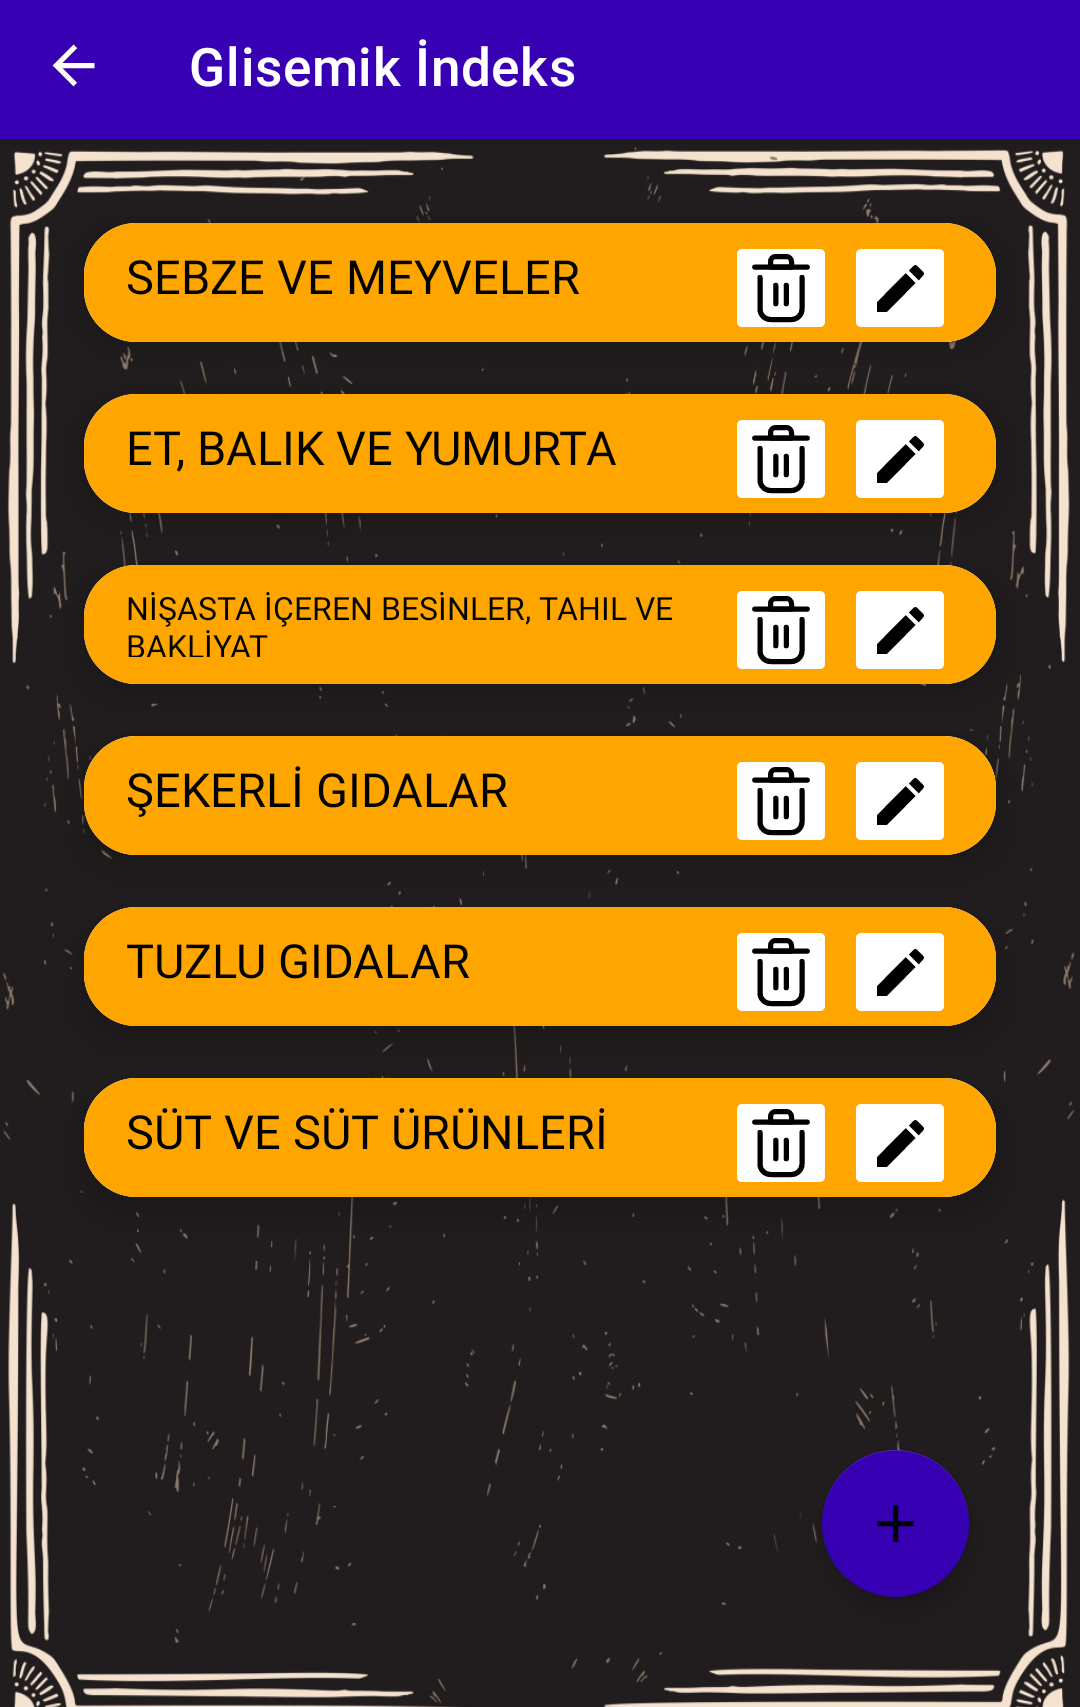 Glisemik İndeks
SEBZE VE MEYVELER
ET, BALIK VE YUMURTA
NİŞASTA İÇEREN BESİNLER, TAHIL VE
BAKLİYAT
ŞEKERLİ GIDALAR
TUZLU GIDALAR
SÜT VE SÜT ÜRÜNLERİ